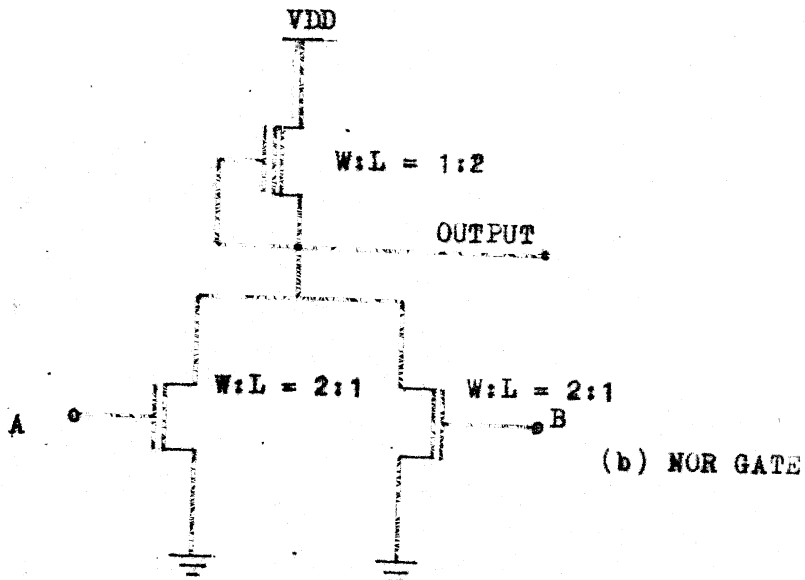 VDD
W:L = 1:2
OUTPUT
W:L = 2:1
W:L = 2:1
A
B
(b) NOR GATE